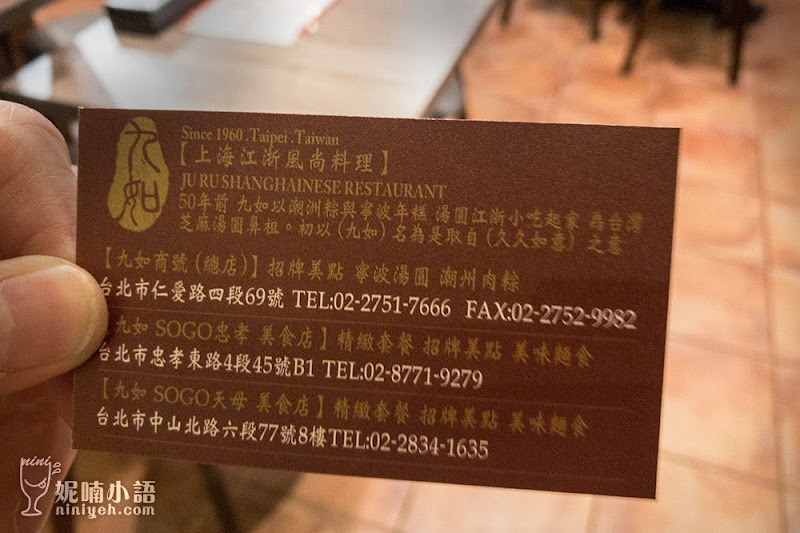 九如
Since 1960 . Taipei . Taiwan
【上海江浙風尚料理】
JU RU SHANGHAINESE RESTAURANT
50年前 九如以潮洲粽與寧波年糕 湯圓江浙小吃起家 為台灣
芝麻湯圓鼻祖。初以(九如)名為是取自(久久如意)之意
【九如商號(總店)】招牌美點 寧波湯圓 潮州肉粽
台北市仁愛路四段69號 TEL:02-2751-7666 FAX:02-2752-9982
【九如 SOGO忠孝 美食店】精緻套餐 招牌美點 美味麵食
台北市忠孝東路4段45號B1 TEL:02-8771-9279
【九如 SOGO天母 美食店】精緻套餐 招牌美點 美味麵食
台北市中山北路六段77號8樓TEL:02-2834-1635
nini
妮喃小語
niniyeh.com